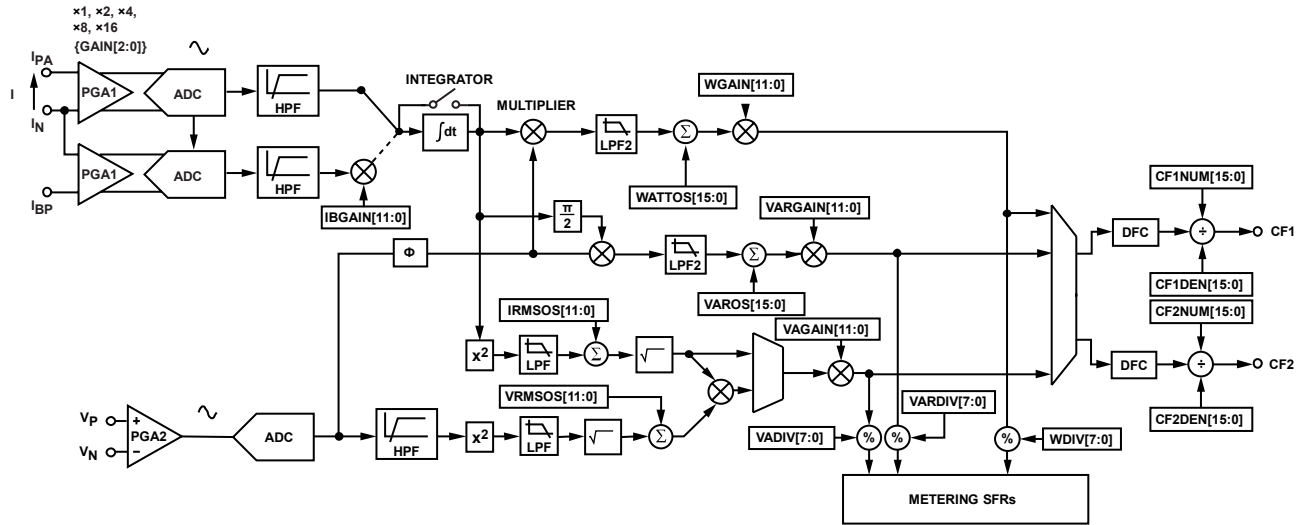 ×1, ×2, ×4,
×8, ×16
{GAIN[2:0]}
IPA
I
IN
IBP
PGA1
ADC
HPF
PGA1
ADC
HPF
IBGAIN[11:0]
INTEGRATOR
∫dt
MULTIPLIER
LPF2
Σ
WATTOS[15:0]
WGAIN[11:0]
π
2
Φ
LPF2
Σ
VAROS[15:0]
VARGAIN[11:0]
IRMSOS[11:0]
x²
LPF
Σ
√
VAGAIN[11:0]
VRMSOS[11:0]
VP
VN
+
−
PGA2
ADC
HPF
x²
LPF
√
Σ
VADIV[7:0]
%
%
VARDIV[7:0]
%
WDIV[7:0]
METERING SFRs
CF1NUM[15:0]
DFC
÷
CF1
CF1DEN[15:0]
CF2NUM[15:0]
DFC
÷
CF2
CF2DEN[15:0]